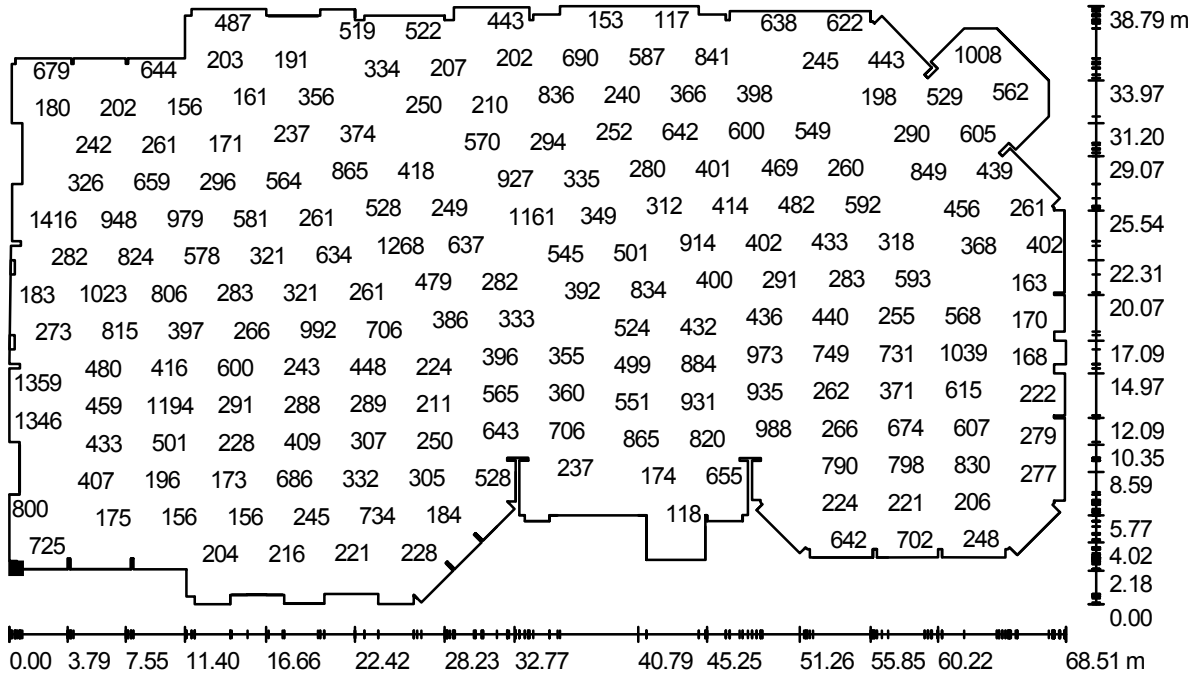 487 519 522 443 153 117 638 622 38.79 m
203 191 202 690 587 841 245 443 1008
679 644 334 207
180 202 156 161 356 250 210 836 240 366 398 198 529 562 33.97
242 261 171 237 374 570 294 252 642 600 549 290 605 31.20
326 659 296 564 865 418 927 335 280 401 469 260 849 439 29.07
1416 948 979 581 261 528 249 1161 349 312 414 482 592 456 261 25.54
282 824 578 321 634 1268 637 545 501 914 402 433 318 368 402 22.31
183 1023 806 283 321 261 479 282 392 834 400 291 283 593 163 20.07
273 815 397 266 992 706 386 333 524 432 436 440 255 568 170
480 416 600 243 448 224 396 355 499 884 973 749 731 1039 168 17.09
1359
459 1194 291 288 289 211 565 360 551 931 935 262 371 615 222 14.97
1346
433 501 228 409 307 250 643 706 865 820 988 266 674 607 279 12.09
407 196 173 686 332 305 528 237 174 655 790 798 830 277 10.35
8.59
800 175 156 156 245 734 184 118 224 221 206 5.77
725 204 216 221 228 642 702 248 4.02
2.18
0.00
0.00 3.79 7.55 11.40 16.66 22.42 28.23 32.77 40.79 45.25 51.26 55.85 60.22 68.51 m